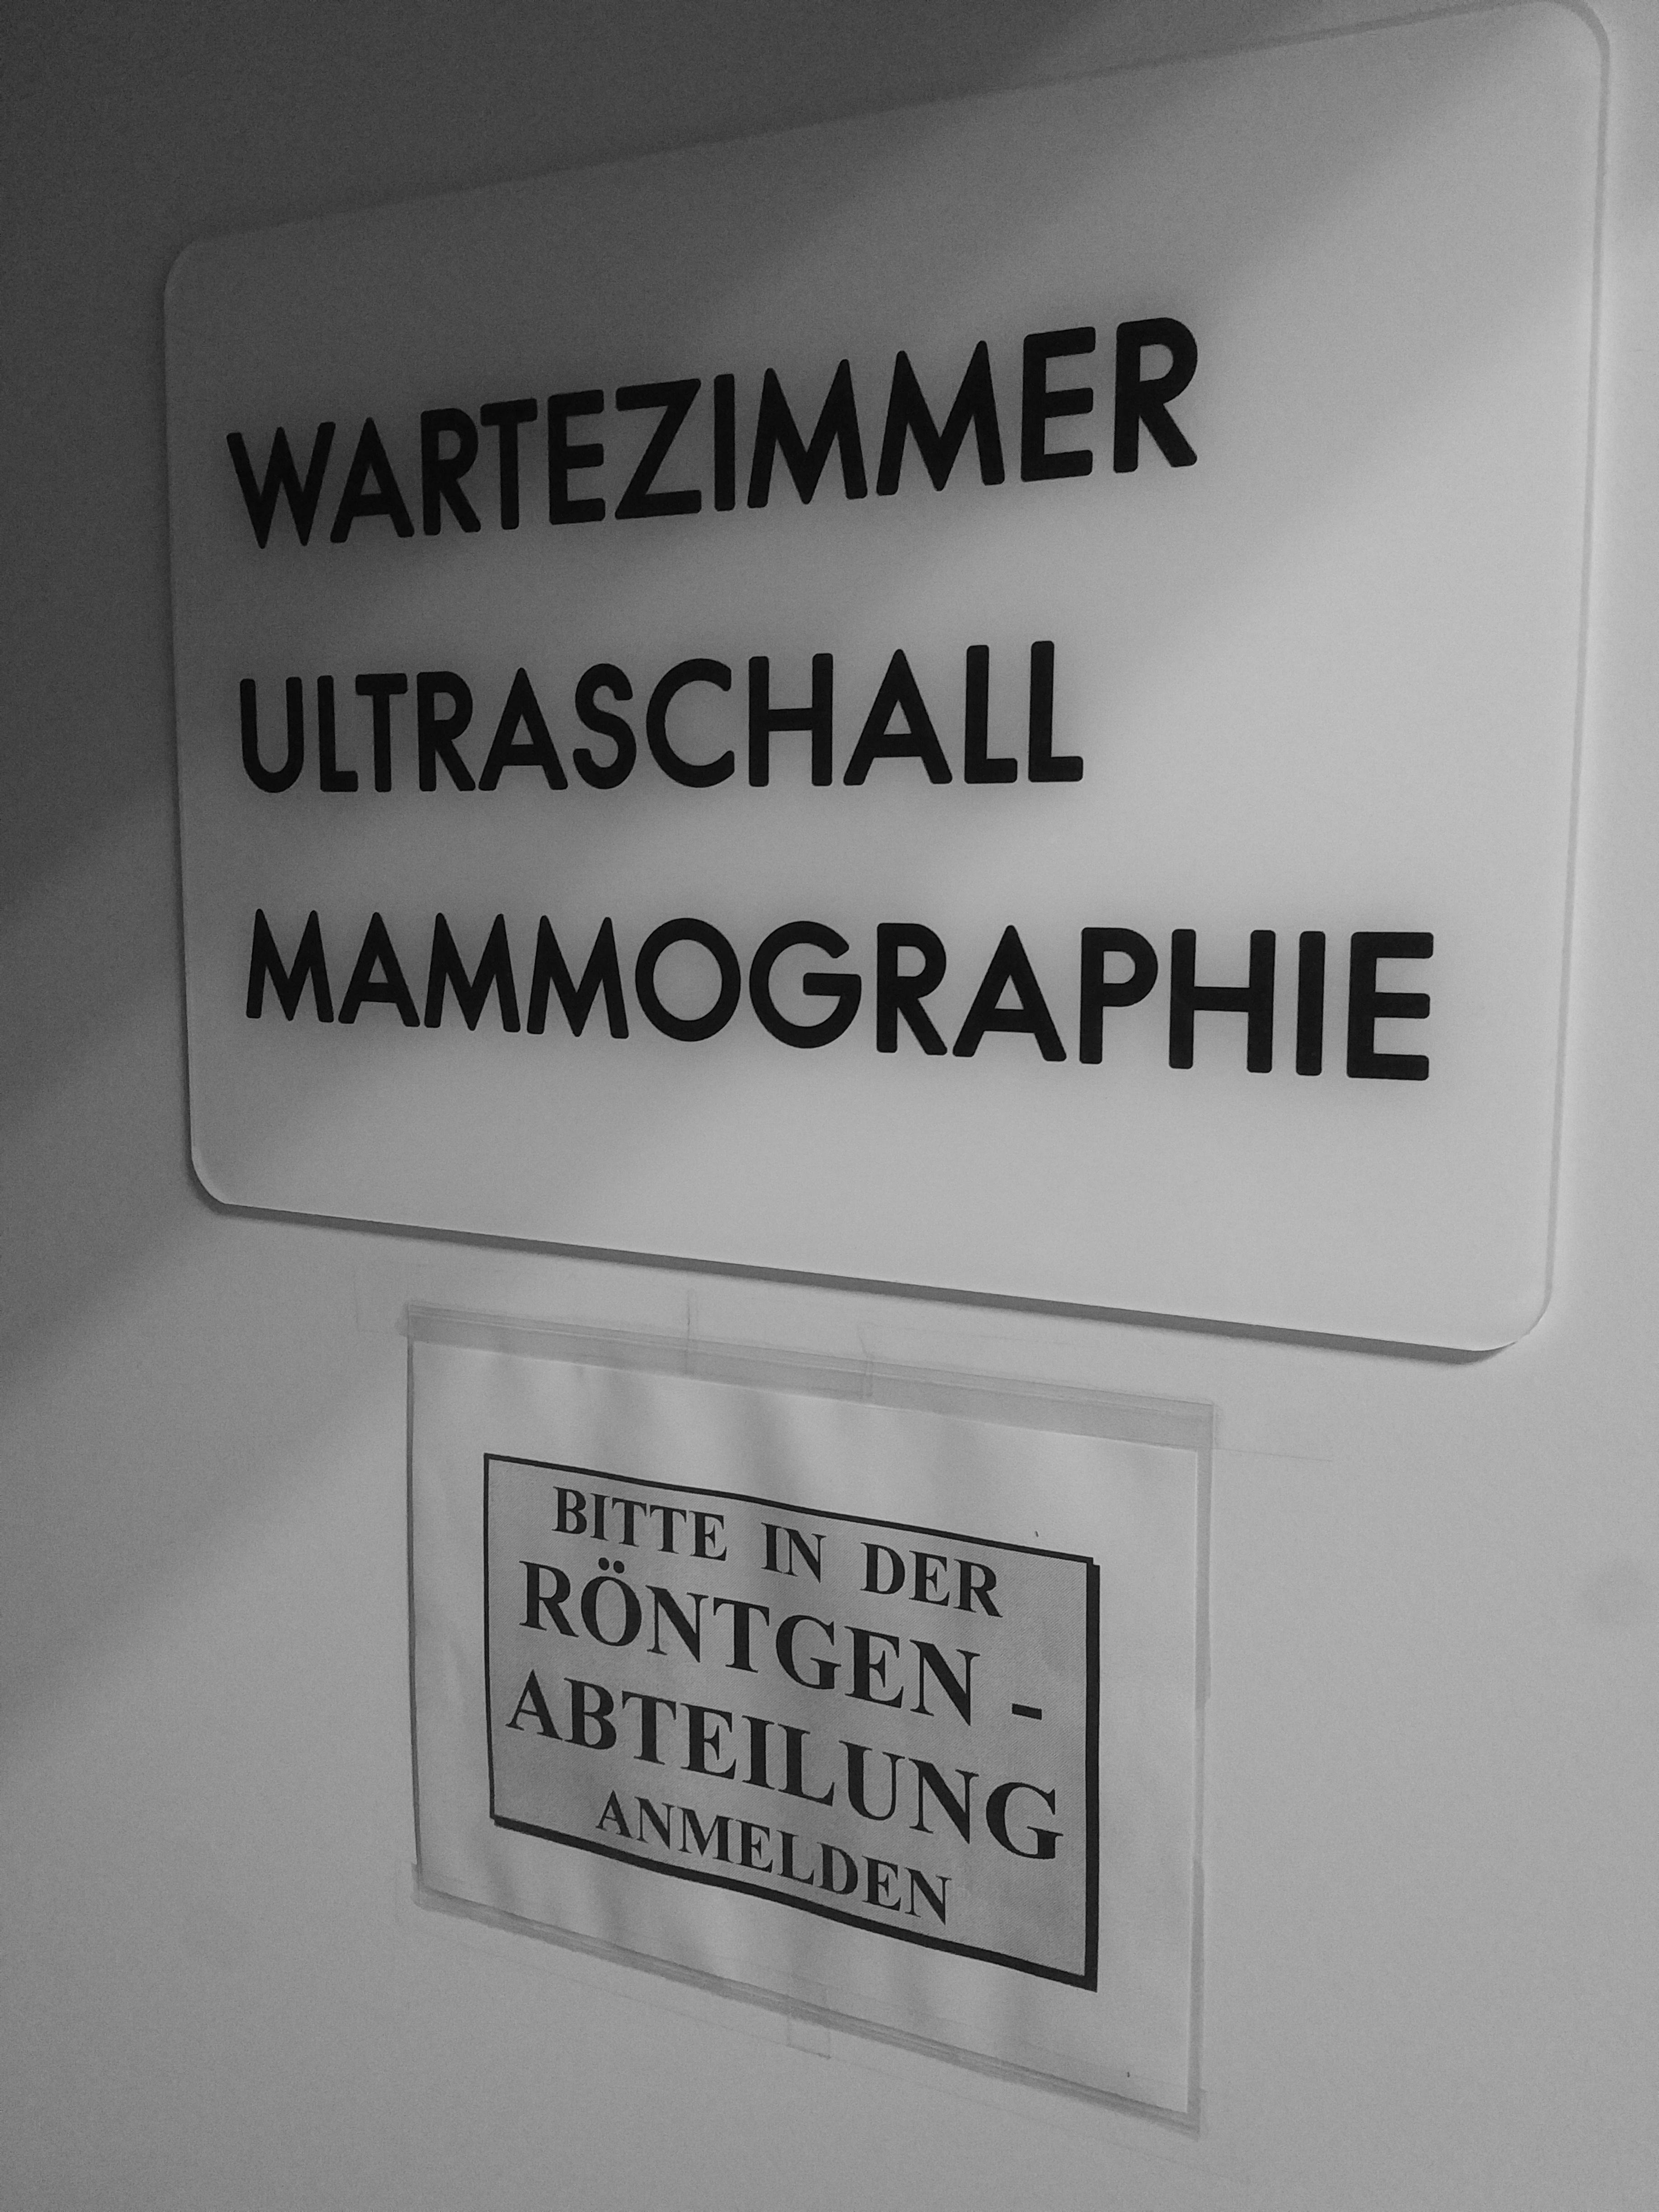 WARTEZIMMER
ULTRASCHALL
MAMMOGRAPHIE
BITTE IN DER
RÖNTGEN -
ABTEILUNG
ANMELDEN